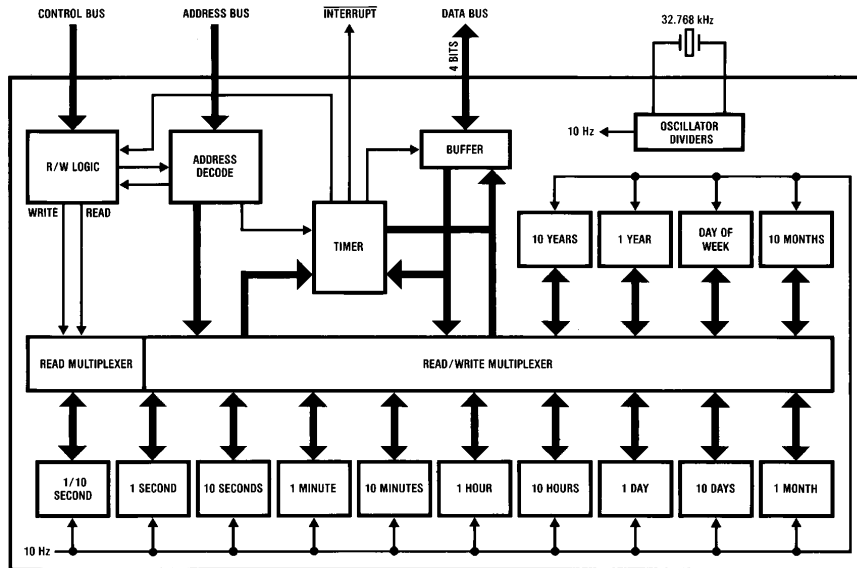 CONTROL BUS
ADDRESS BUS
INTERRUPT
DATA BUS
4 BITS
32.768 kHz
R/W LOGIC
ADDRESS
DECODE
BUFFER
10 Hz
OSCILLATOR
DIVIDERS
WRITE
READ
TIMER
10 YEARS
1 YEAR
DAY OF
WEEK
10 MONTHS
READ MULTIPLEXER
READ/WRITE MULTIPLEXER
1/10
SECOND
1 SECOND
10 SECONDS
1 MINUTE
10 MINUTES
1 HOUR
10 HOURS
1 DAY
10 DAYS
1 MONTH
10 Hz